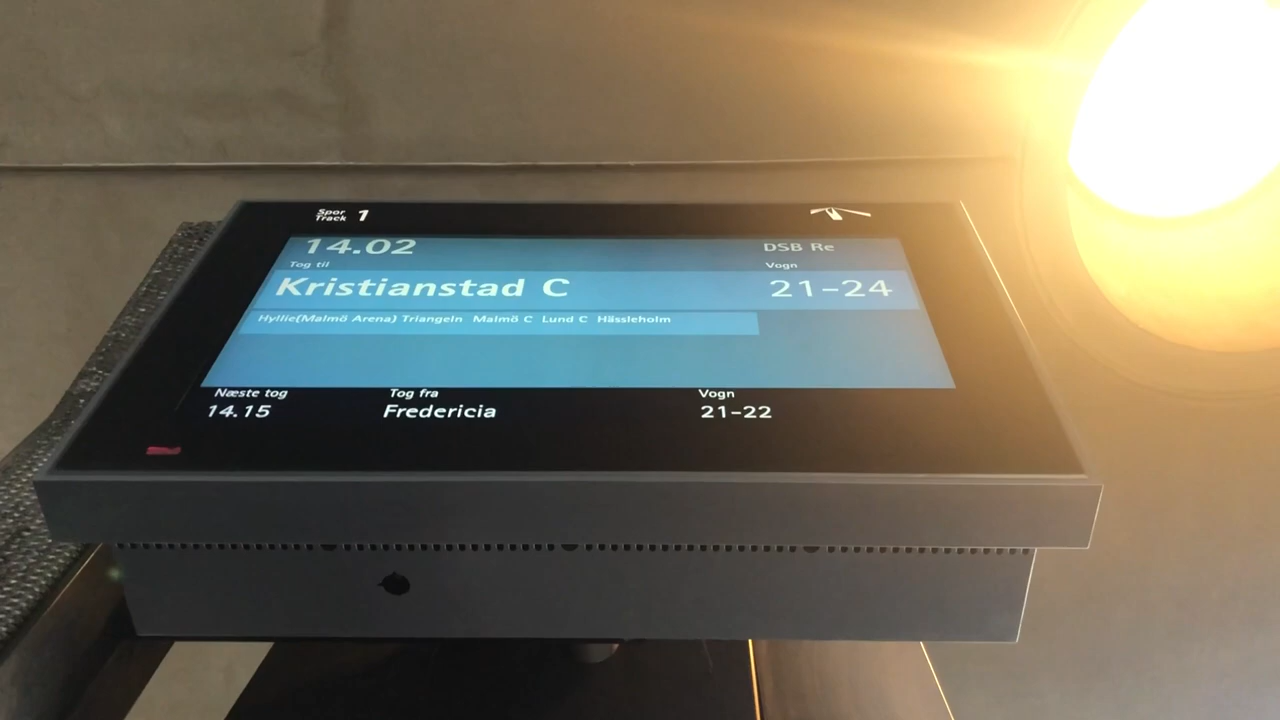 Spor
Track 1
14.02 DSB Re
Tog til Vogn
Kristianstad C 21-24
Hyllie(Malmö Arena) Triangeln Malmö C Lund C Hässleholm
Næste tog Tog fra Vogn
14.15 Fredericia 21-22